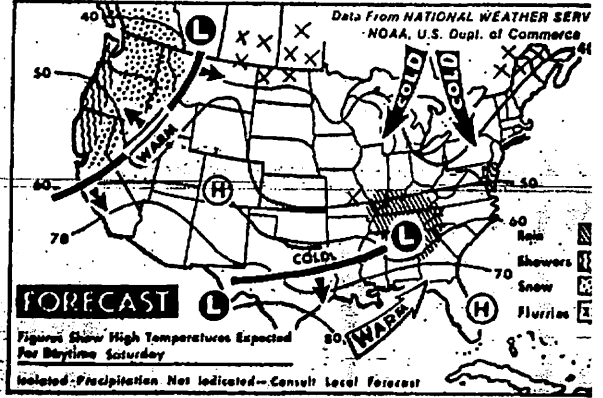 Data From NATIONAL WEATHER SERV
NOAA, U.S. Dept. of Commerce
40
L
COLD
COLD
50
WARM
H
60
50
60
70
COLD
L
70
L
H
80
WARM
Rain
Showers
Snow
Flurries
FORECAST
Figures Show High Temperatures Expected
For Daytime Saturday
Isolated Precipitation Not Indicated—Consult Local Forecast